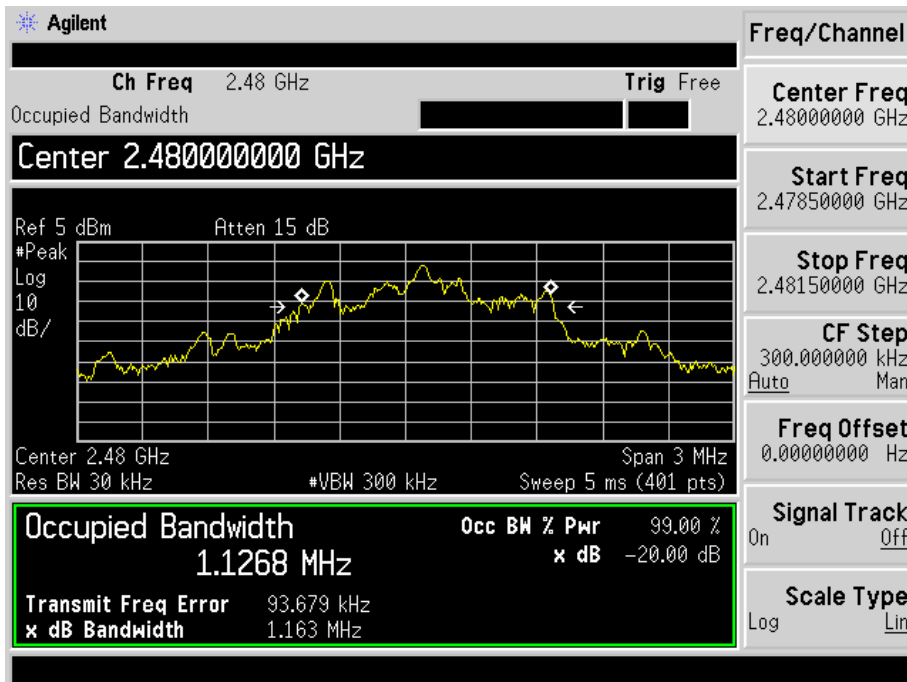 Agilent
Freq/Channel
Ch Freq 2.48 GHz Trig Free
Occupied Bandwidth
Center 2.480000000 GHz
Ref 5 dBm Atten 15 dB
#Peak
Log
10
dB/
Center 2.48 GHz Span 3 MHz
Res BW 30 kHz #VBW 300 kHz Sweep 5 ms (401 pts)
Occupied Bandwidth
1.1268 MHz
Occ BW % Pwr 99.00 %
x dB -20.00 dB
Transmit Freq Error 93.679 kHz
x dB Bandwidth 1.163 MHz
Center Freq
2.48000000 GHz
Start Freq
2.47850000 GHz
Stop Freq
2.48150000 GHz
CF Step
300.000000 kHz
Auto Man
Freq Offset
0.00000000 Hz
Signal Track
On Off
Scale Type
Log Lin